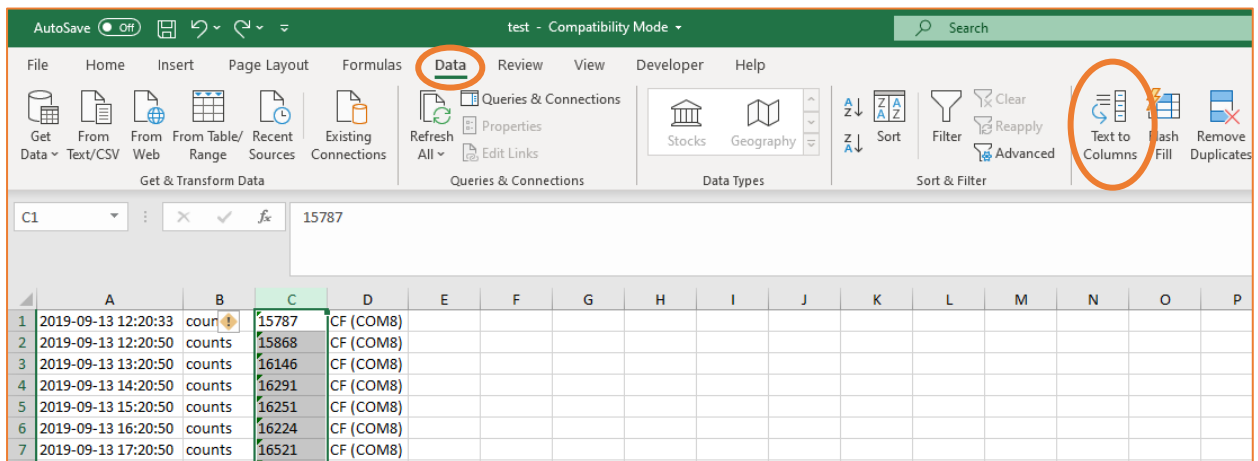 AutoSave Off test - Compatibility Mode Search
File Home Insert Page Layout Formulas Data Review View Developer Help
Get Data From Text/CSV From Web From Table/ Range Recent Sources Existing Connections
Get & Transform Data
Refresh All Queries & Connections
Properties
Edit Links
Queries & Connections
Stocks Geography
Data Types
Sort Filter Clear
Reapply
Advanced
Sort & Filter
Text to Columns Fill Remove Duplicates
C1 fx 15787
A B C D E F G H I J K L M N O P
1 2019-09-13 12:20:33 15787 CF (COM8)
2 2019-09-13 12:20:50 counts 15868 CF (COM8)
3 2019-09-13 13:20:50 counts 16146 CF (COM8)
4 2019-09-13 14:20:50 counts 16291 CF (COM8)
5 2019-09-13 15:20:50 counts 16251 CF (COM8)
6 2019-09-13 16:20:50 counts 16224 CF (COM8)
7 2019-09-13 17:20:50 counts 16521 CF (COM8)